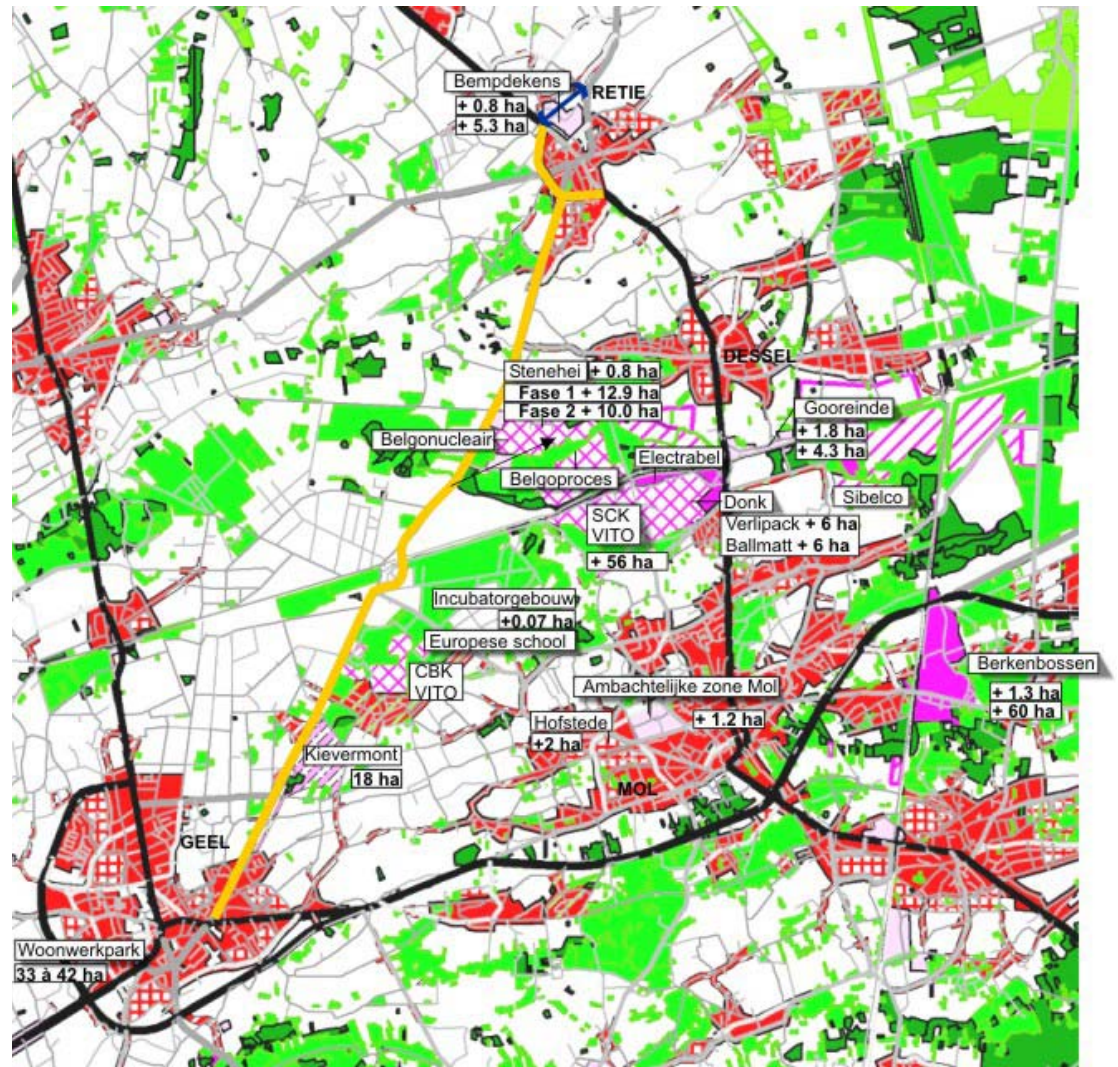 Bempdekens
+ 0.8 ha
+ 5.3 ha
RETIE
DESSEL
Stenehei + 0.8 ha
Fase 1 + 12.9 ha
Fase 2 + 10.0 ha
Gooreinde
+ 1.8 ha
+ 4.3 ha
Belgonucleair
Electrabel
Belgoproces
Sibelco
Donk
SCK
VITO
+ 56 ha
Verlipack + 6 ha
Ballmatt + 6 ha
Incubatorgebouw
+0.07 ha
Europese school
CBK
VITO
Berkenbossen
+ 1.3 ha
+ 60 ha
Ambachtelijke zone Mol
+ 1.2 ha
Hofstede
+2 ha
Kievermont
18 ha
MOL
GEEL
Woonwerkpark
33 à 42 ha